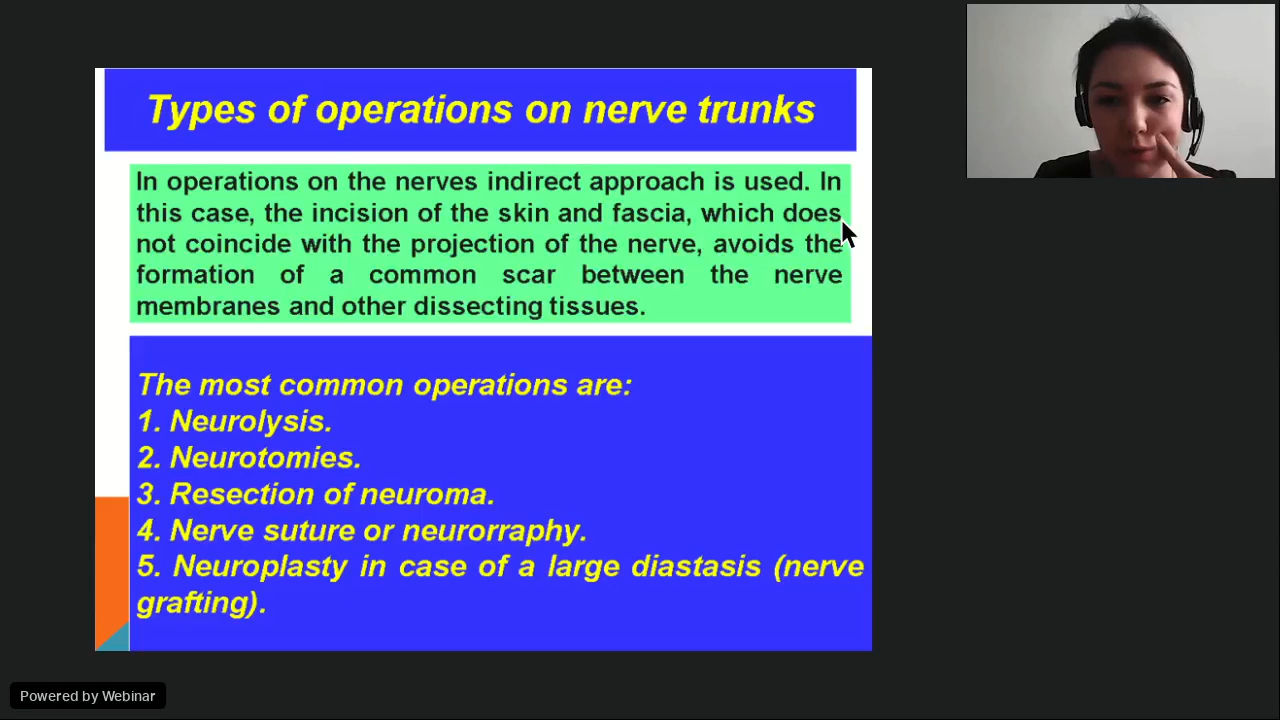 Types of operations on nerve trunks
In operations on the nerves indirect approach is used. In
this case, the incision of the skin and fascia, which does
not coincide with the projection of the nerve, avoids the
formation of a common scar between the nerve
membranes and other dissecting tissues.
The most common operations are:
1. Neurolysis.
2. Neurotomies.
3. Resection of neuroma.
4. Nerve suture or neurorraphy.
5. Neuroplasty in case of a large diastasis (nerve
grafting).
Powered by Webinar